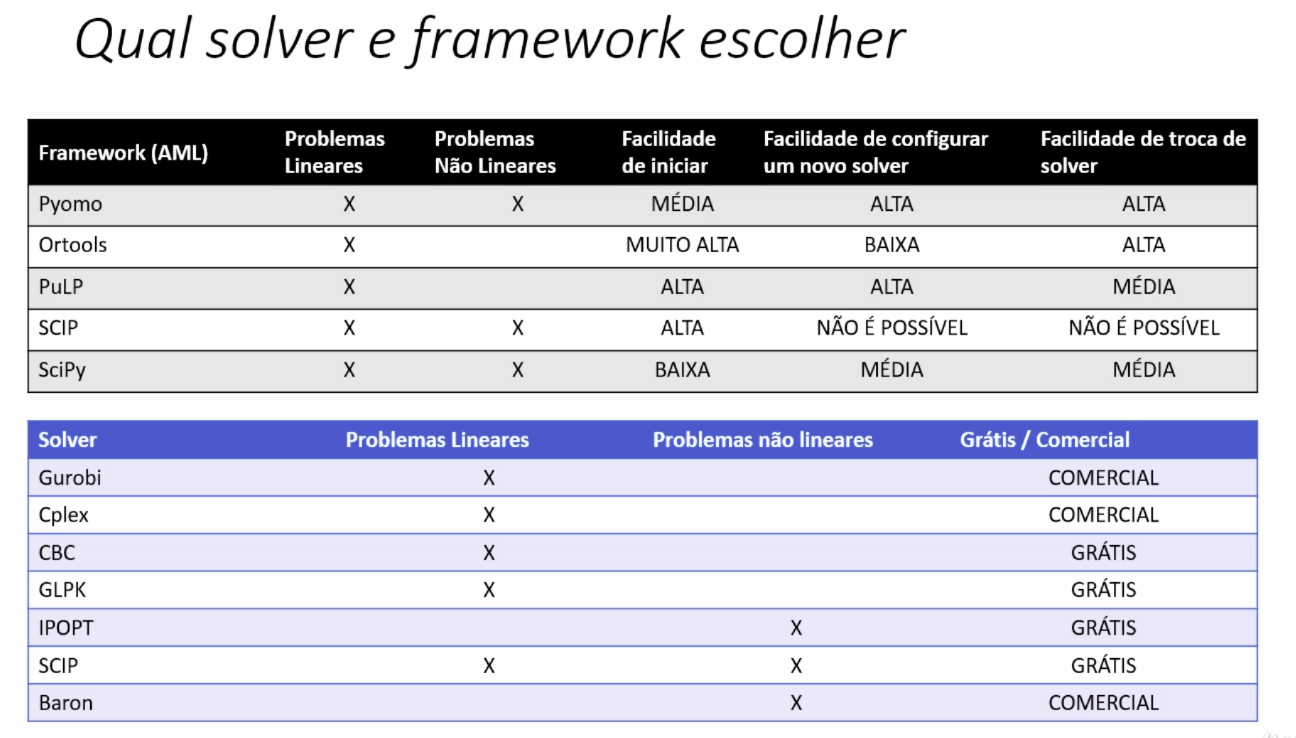 Qual solver e framework escolher
Framework (AML) Problemas Lineares Problemas Não Lineares Facilidade de iniciar Facilidade de configurar um novo solver Facilidade de troca de solver
Pyomo X X MÉDIA ALTA ALTA
Ortools X MUITO ALTA BAIXA ALTA
PuLP X ALTA ALTA MÉDIA
SCIP X X ALTA NÃO É POSSÍVEL NÃO É POSSÍVEL
SciPy X X BAIXA MÉDIA MÉDIA
Solver Problemas Lineares Problemas não lineares Grátis / Comercial
Gurobi X COMERCIAL
Cplex X COMERCIAL
CBC X GRÁTIS
GLPK X GRÁTIS
IPOPT X GRÁTIS
SCIP X X GRÁTIS
Baron X COMERCIAL